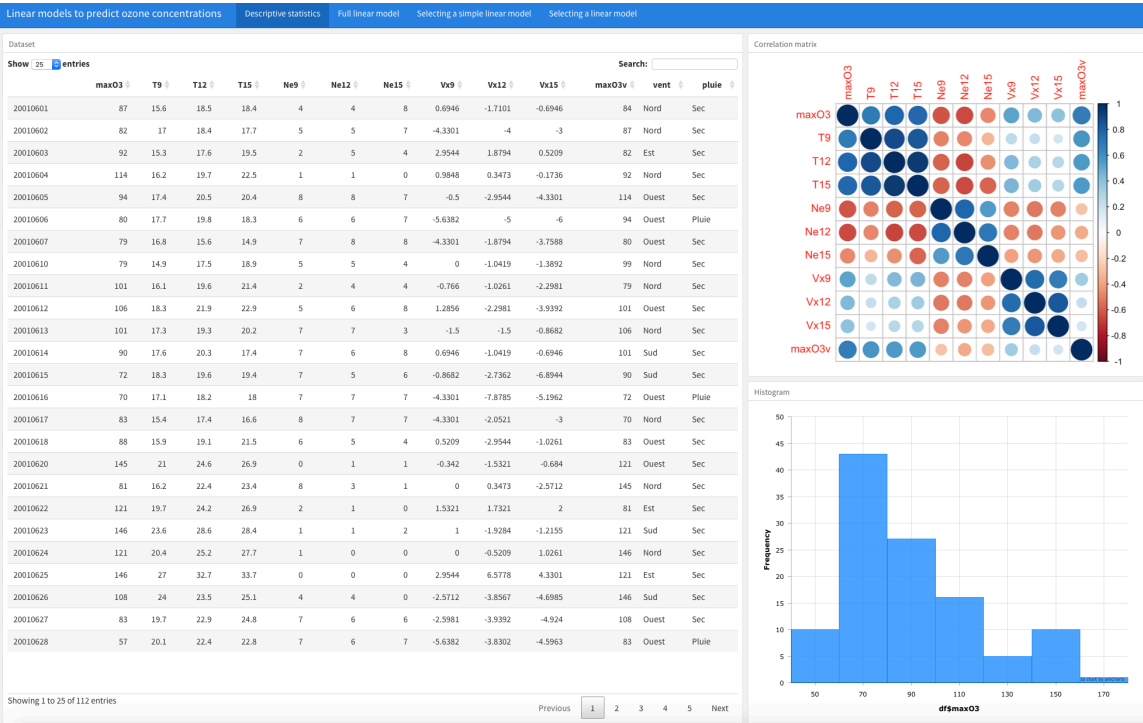 Linear models to predict ozone concentrations Descriptive statistics Full linear model Selecting a simple linear model Selecting a linear model
Dataset
Show 25 entries Search:
maxO3 T9 T12 T15 Ne9 Ne12 Ne15 Vx9 Vx12 Vx15 maxO3v vent pluie
20010601 87 15.6 18.5 18.4 4 4 8 0.6946 -1.7101 -0.6946 84 Nord Sec
20010602 82 17 18.4 17.7 5 5 7 -4.3301 -4 -3 87 Nord Sec
20010603 92 15.3 17.6 19.5 2 5 4 2.9544 1.8794 0.5209 82 Est Sec
20010604 114 16.2 19.7 22.5 1 1 0 0.9848 0.3473 -0.1736 92 Nord Sec
20010605 94 17.4 20.5 20.4 8 8 7 -0.5 -2.9544 -4.3301 114 Ouest Sec
20010606 80 17.7 19.8 18.3 6 6 7 -5.6382 -5 -6 94 Ouest Pluie
20010607 79 16.8 15.6 14.9 7 8 8 -4.3301 -1.8794 -3.7588 80 Ouest Sec
20010610 79 14.9 17.5 18.9 5 5 4 0 -1.0419 -1.3892 99 Nord Sec
20010611 101 16.1 19.6 21.4 2 4 4 -0.766 -1.0261 -2.2981 79 Nord Sec
20010612 106 18.3 21.9 22.9 5 6 8 1.2856 -2.2981 -3.9392 101 Ouest Sec
20010613 101 17.3 19.3 20.2 7 7 3 -1.5 -1.5 -0.8682 106 Nord Sec
20010614 90 17.6 20.3 17.4 7 6 8 0.6946 -1.0419 -0.6946 101 Sud Sec
20010615 72 18.3 19.6 19.4 7 5 6 -0.8682 -2.7362 -6.8944 90 Sud Sec
20010616 70 17.1 18.2 18 7 7 7 -4.3301 -7.8785 -5.1962 72 Ouest Pluie
20010617 83 15.4 17.4 16.6 8 7 7 -4.3301 -2.0521 -3 70 Nord Sec
20010618 88 15.9 19.1 21.5 6 5 4 0.5209 -2.9544 -1.0261 83 Ouest Sec
20010620 145 21 24.6 26.9 0 1 1 -0.342 -1.5321 -0.684 121 Ouest Sec
20010621 81 16.2 22.4 23.4 8 3 1 0 0.3473 -2.5712 145 Nord Sec
20010622 121 19.7 24.2 26.9 2 1 0 1.5321 1.7321 2 81 Est Sec
20010623 146 23.6 28.6 28.4 1 1 2 1 -1.9284 -1.2155 121 Sud Sec
20010624 121 20.4 25.2 27.7 1 0 0 0 -0.5209 1.0261 146 Nord Sec
20010625 146 27 32.7 33.7 0 0 0 2.9544 6.5778 4.3301 121 Est Sec
20010626 108 24 23.5 25.1 4 4 0 -2.5712 -3.8567 -4.6985 146 Sud Sec
20010627 83 19.7 22.9 24.8 7 6 6 -2.5981 -3.9392 -4.924 108 Ouest Sec
20010628 57 20.1 22.4 22.8 7 6 7 -5.6382 -3.8302 -4.5963 83 Ouest Pluie
Showing 1 to 25 of 112 entries
Previous 1 2 3 4 5 Next
Correlation matrix
maxO3 T9 T12 T15 Ne9 Ne12 Ne15 Vx9 Vx12 Vx15 maxO3v
maxO3
T9
T12
T15
Ne9
Ne12
Ne15
Vx9
Vx12
Vx15
maxO3v
1
0.8
0.6
0.4
0.2
0
-0.2
-0.4
-0.6
-0.8
-1
Histogram
Frequency
50
45
40
35
30
25
20
15
10
5
0
50 70 90 110 130 150 170
df$maxO3